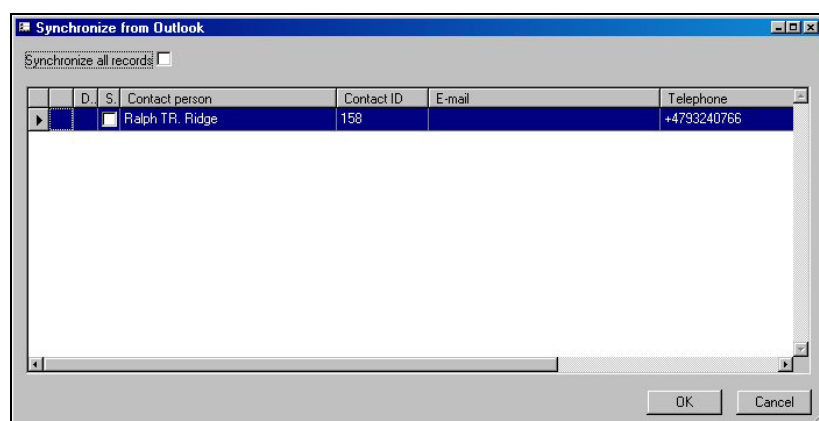 Synchronize from Outlook
Synchronize all records
D.. S. Contact person Contact ID E-mail Telephone
Ralph TR. Ridge 158 +4793240766
OK Cancel